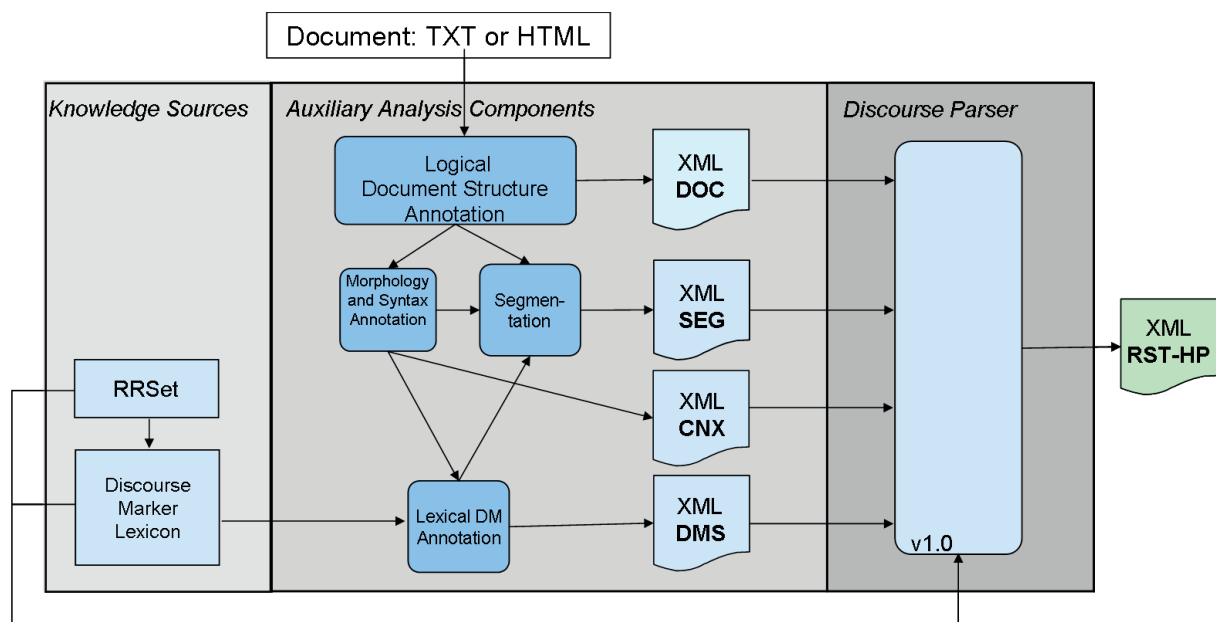 Document: TXT or HTML
Knowledge Sources
Auxiliary Analysis Components
Discourse Parser
Logical
Document Structure
Annotation
XML
DOC
Morphology
and Syntax
Annotation
Segmen-
tation
XML
SEG
XML
RST-HP
RRSet
XML
CNX
Discourse
Marker
Lexicon
Lexical DM
Annotation
XML
DMS
v1.0